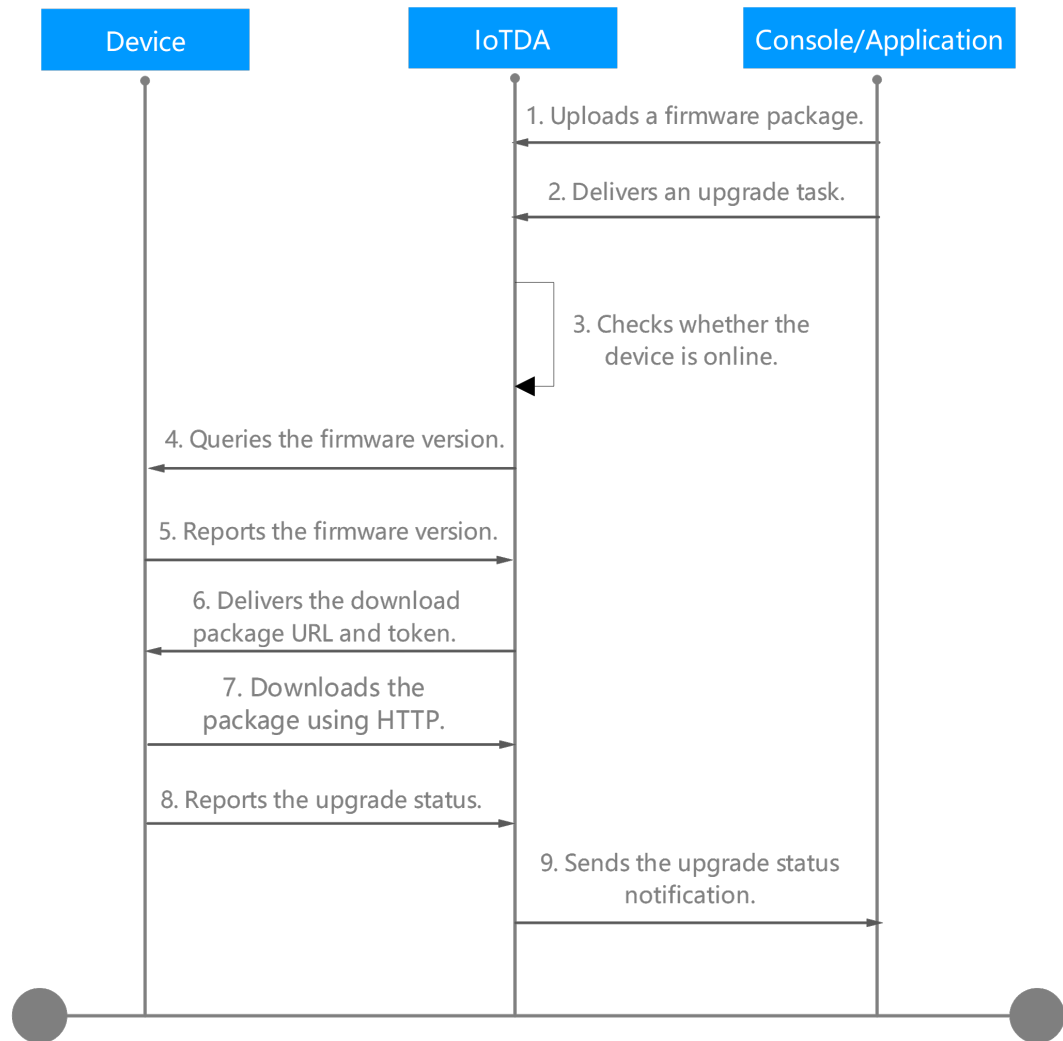 Device
IoTDA
Console/Application
1. Uploads a firmware package.
2. Delivers an upgrade task.
3. Checks whether the
device is online.
4. Queries the firmware version.
5. Reports the firmware version.
6. Delivers the download
package URL and token.
7. Downloads the
package using HTTP.
8. Reports the upgrade status.
9. Sends the upgrade status
notification.